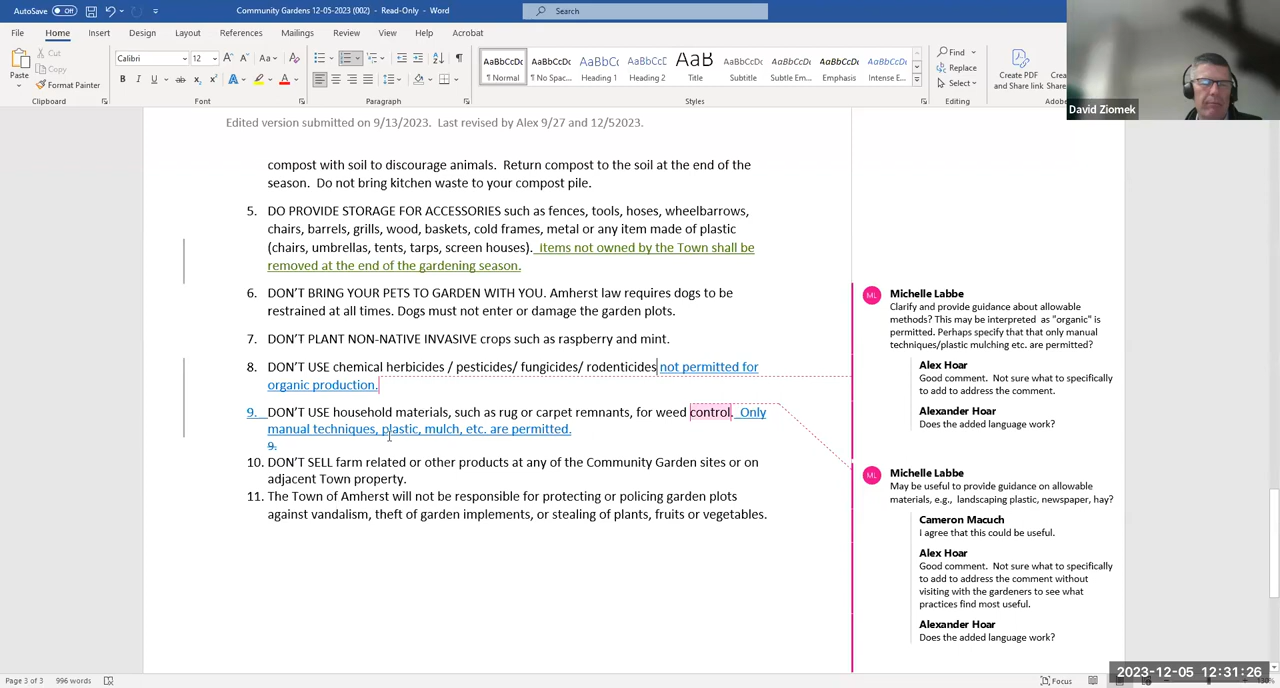 AutoSave Off
Community Gardens 12-05-2023 (002) - Read-Only - Word
Search
File Home Insert Design Layout References Mailings Review View Help Acrobat
Paste
Cut
Copy
Format Painter
Clipboard
Calibri 12
Font
Paragraph
AaBbCcDc AaBbCcDc AaBbCc AaBbCcD AaB AaBbCcD AaBbCcDc AaBbCcDc AaBbCcDc
¶ Normal ¶ No Spac... Heading 1 Heading 2 Title Subtitle Subtle Em... Emphasis Intense E...
Styles
Find
Replace
Select
Editing
Create PDF
and Share link
David Ziomek
Edited version submitted on 9/13/2023. Last revised by Alex 9/27 and 12/52023.
compost with soil to discourage animals. Return compost to the soil at the end of the
season. Do not bring kitchen waste to your compost pile.
5. DO PROVIDE STORAGE FOR ACCESSORIES such as fences, tools, hoses, wheelbarrows,
chairs, barrels, grills, wood, baskets, cold frames, metal or any item made of plastic
(chairs, umbrellas, tents, tarps, screen houses). Items not owned by the Town shall be
removed at the end of the gardening season.
6. DON'T BRING YOUR PETS TO GARDEN WITH YOU. Amherst law requires dogs to be
restrained at all times. Dogs must not enter or damage the garden plots.
7. DON'T PLANT NON-NATIVE INVASIVE crops such as raspberry and mint.
8. DON'T USE chemical herbicides / pesticides/ fungicides/ rodenticides not permitted for
organic production.
9. DON'T USE household materials, such as rug or carpet remnants, for weed control. Only
manual techniques, plastic, mulch, etc. are permitted.
9.
10. DON'T SELL farm related or other products at any of the Community Garden sites or on
adjacent Town property.
11. The Town of Amherst will not be responsible for protecting or policing garden plots
against vandalism, theft of garden implements, or stealing of plants, fruits or vegetables.
ML Michelle Labbe
Clarify and provide guidance about allowable
methods? This may be interpreted as "organic" is
permitted. Perhaps specify that that only manual
techniques/plastic mulching etc. are permitted?
Alex Hoar
Good comment. Not sure what to specifically
to add to address the comment.
Alexander Hoar
Does the added language work?
ML Michelle Labbe
May be useful to provide guidance on allowable
materials, e.g., landscaping plastic, newspaper, hay?
Cameron Macuch
i agree that this could be useful.
Alex Hoar
Good comment. Not sure what to specifically
to add to address the comment without
visiting with the gardeners to see what
practices find most useful.
Alexander Hoar
Does the added language work?
Page 3 of 3 996 words
Focus
2023-12-05 12:31:26